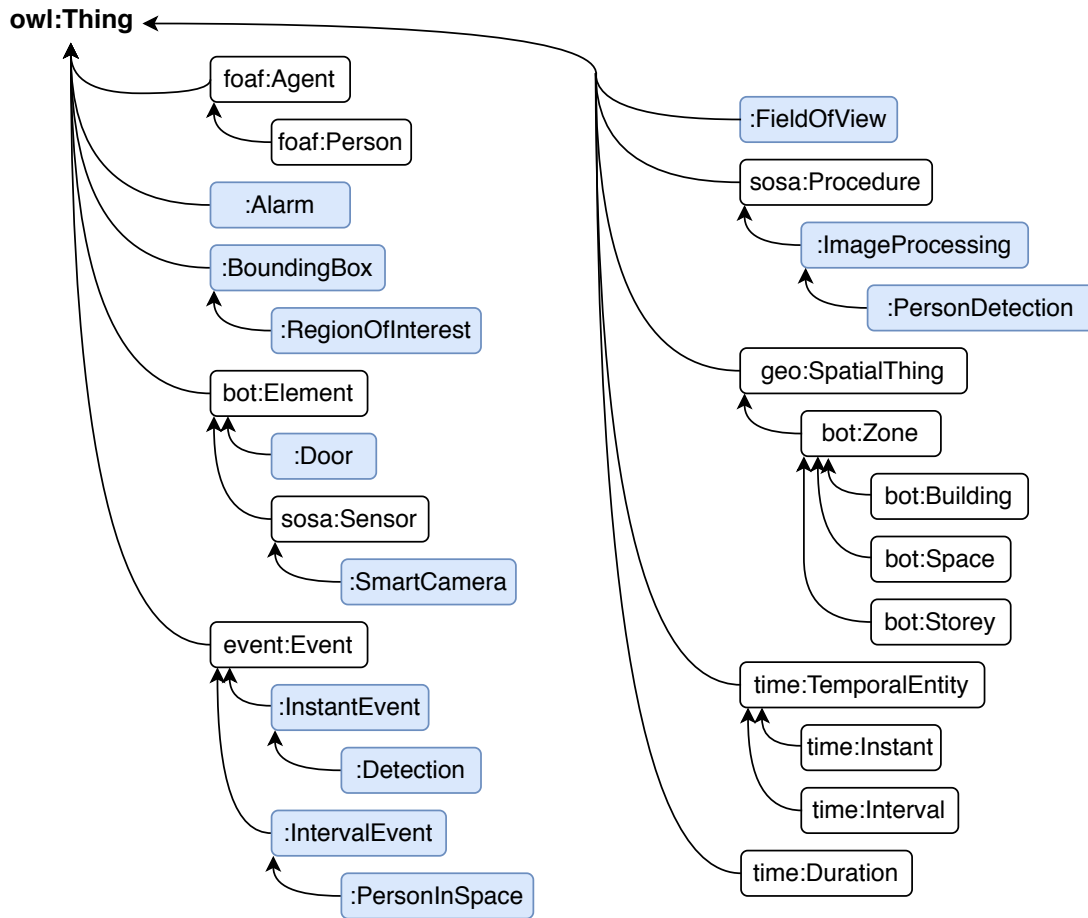 owl:Thing
foaf:Agent
foaf:Person
:Alarm
:BoundingBox
:RegionOfInterest
bot:Element
:Door
sosa:Sensor
:SmartCamera
event:Event
:InstantEvent
:Detection
:IntervalEvent
:PersonInSpace
:FieldOfView
sosa:Procedure
:ImageProcessing
:PersonDetection
geo:SpatialThing
bot:Zone
bot:Building
bot:Space
bot:Storey
time:TemporalEntity
time:Instant
time:Interval
time:Duration